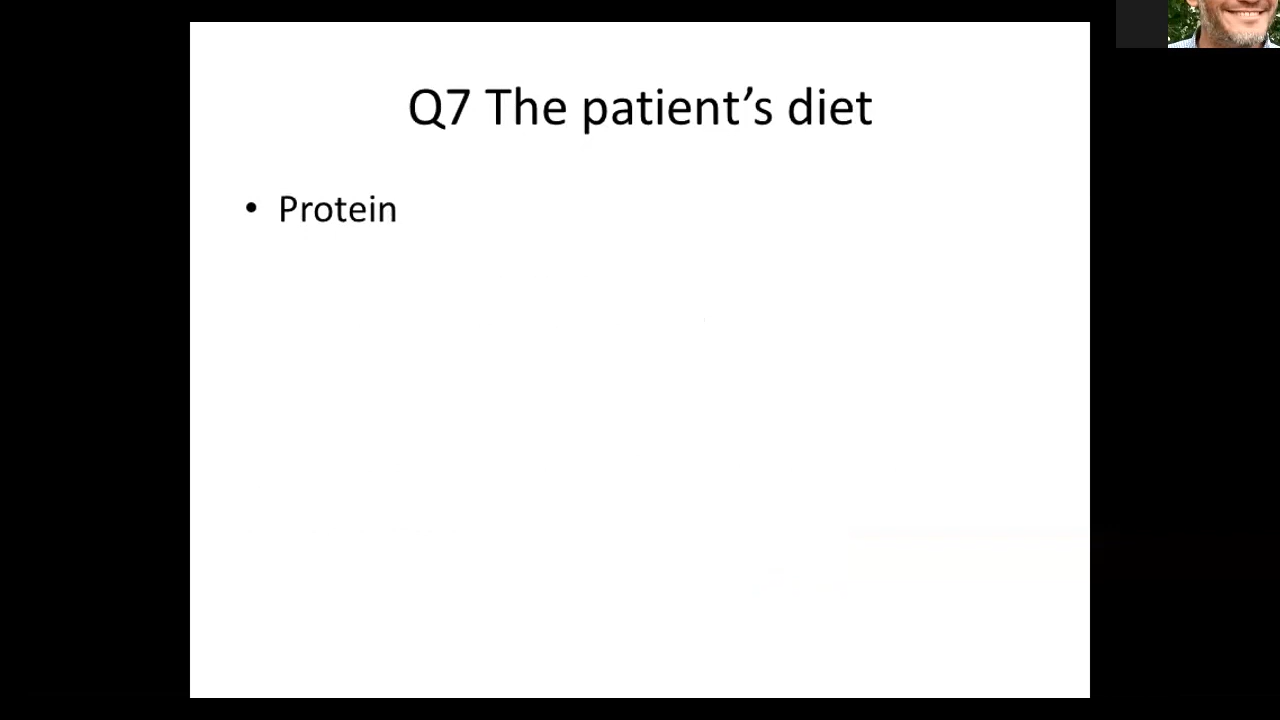 Q7 The patient’s diet
• Protein